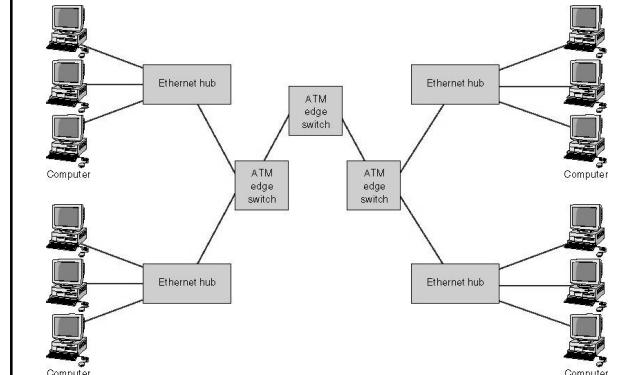 Ethernet hub
Ethernet hub
ATM
edge
switch
Computer
ATM
edge
switch
ATM
edge
switch
Computer
Ethernet hub
Ethernet hub
Computer
Computer